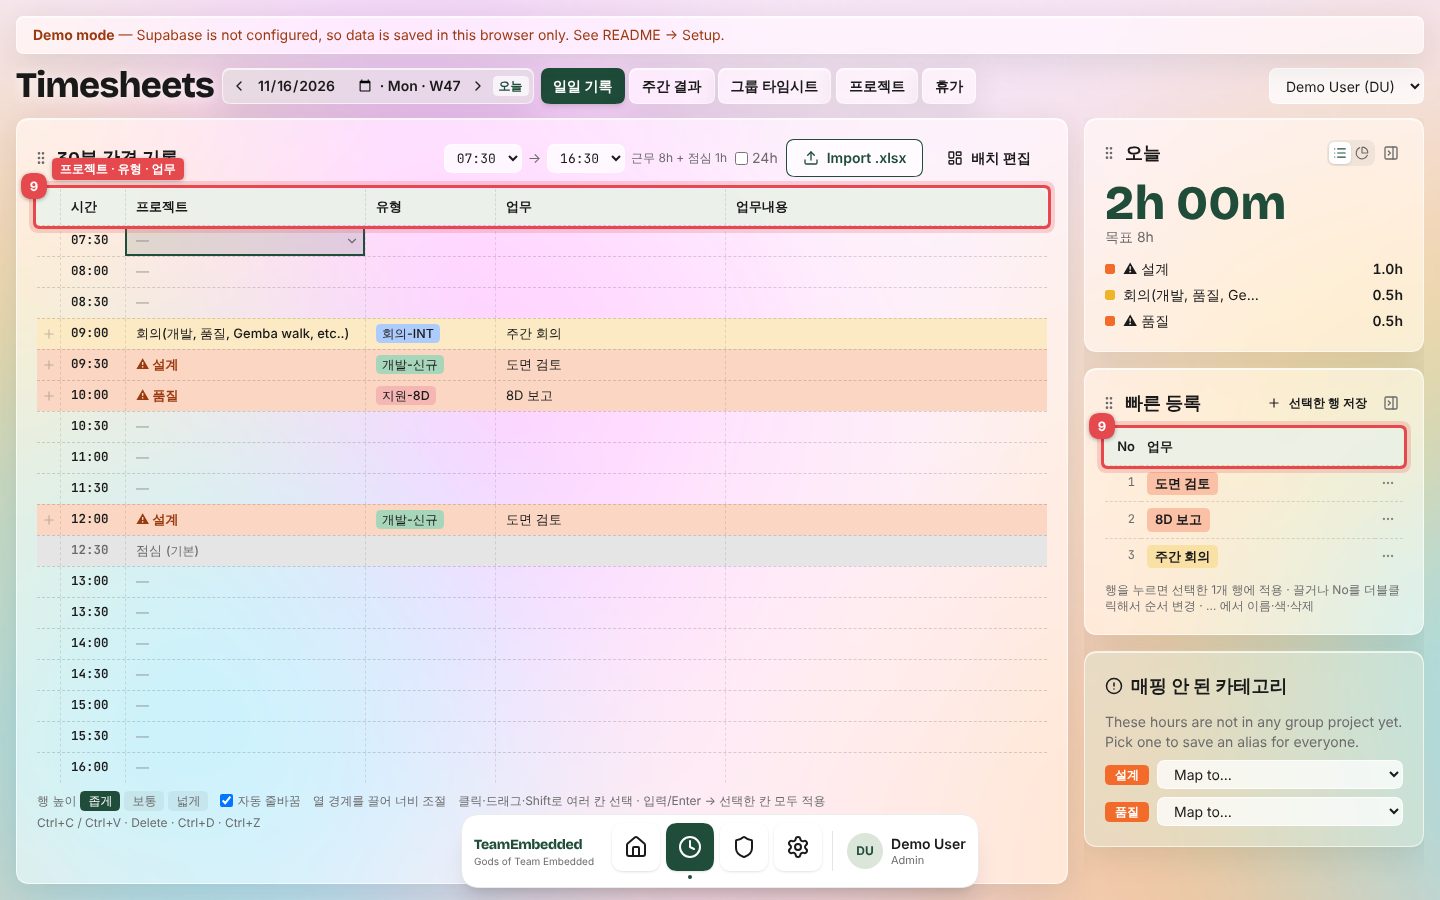 Demo mode — Supabase is not configured, so data is saved in this browser only. See README → Setup.
Timesheets
11/16/2026 · Mon · W47 오늘
일일 기록 주간 결과 그룹 타임시트 프로젝트 휴가
Demo User (DU)
07:30 → 16:30 근무 8h + 점심 1h 24h Import .xlsx 배치 편집
프로젝트 · 유형 · 업무
9
시간 프로젝트 유형 업무 업무내용
07:30 —
08:00 —
08:30 —
09:00 회의(개발, 품질, Gemba walk, etc..) 회의-INT 주간 회의
09:30 설계 개발-신규 도면 검토
10:00 품질 지원-8D 8D 보고
10:30 —
11:00 —
11:30 —
12:00 설계 개발-신규 도면 검토
12:30 점심 (기본)
13:00 —
13:30 —
14:00 —
14:30 —
15:00 —
15:30 —
16:00 —
행 높이 좁게 보통 넓게 자동 줄바꿈 열 경계를 끌어 너비 조절 클릭·드래그·Shift로 여러 칸 선택 · 입력/Enter → 선택한 칸 모두 적용
Ctrl+C / Ctrl+V · Delete · Ctrl+D · Ctrl+Z
오늘
2h 00m
목표 8h
설계 1.0h
회의(개발, 품질, Ge... 0.5h
품질 0.5h
빠른 등록 + 선택한 행 저장
9
No 업무
1 도면 검토 ...
2 8D 보고 ...
3 주간 회의 ...
행을 누르면 선택한 1개 행에 적용 · 끌거나 No를 더블클
릭해서 순서 변경 · ... 에서 이름·색·삭제
매핑 안 된 카테고리
These hours are not in any group project yet.
Pick one to save an alias for everyone.
설계 Map to...
품질 Map to...
TeamEmbedded
Gods of Team Embedded
DU Demo User
Admin